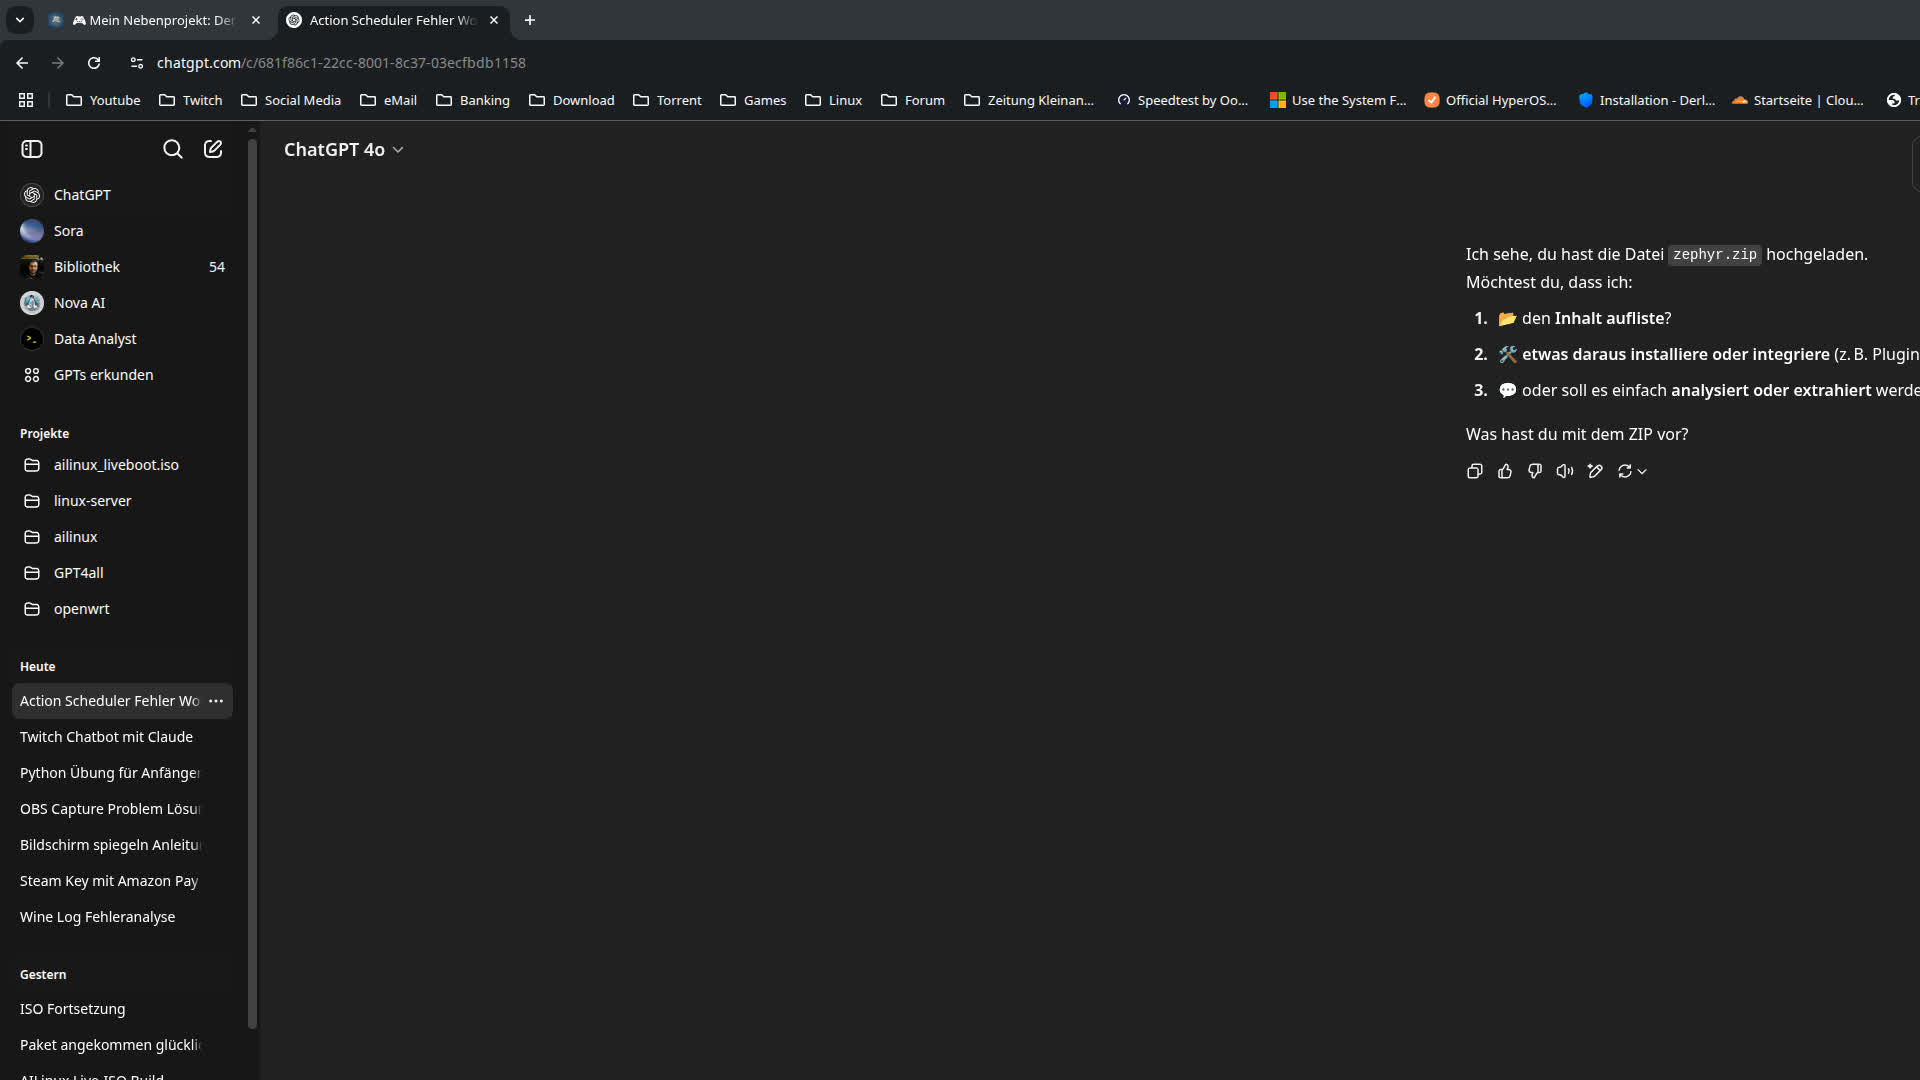 🎮 Mein Nebenprojekt: Der
Action Scheduler Fehler Wo
chatgpt.com/c/681f86c1-22cc-8001-8c37-03ecfbdb1158
Youtube
Twitch
Social Media
eMail
Banking
Download
Torrent
Games
Linux
Forum
Zeitung Kleinan...
Speedtest by Oo...
Use the System F...
Official HyperOS...
Installation - Derl...
Startseite | Clou...
Tr
ChatGPT 4o
ChatGPT
Sora
Bibliothek 54
Nova AI
Data Analyst
GPTs erkunden
Projekte
ailinux_liveboot.iso
linux-server
ailinux
GPT4all
openwrt
Heute
Action Scheduler Fehler Wo
Twitch Chatbot mit Claude
Python Übung für Anfänger
OBS Capture Problem Lösu
Bildschirm spiegeln Anleitu
Steam Key mit Amazon Pay
Wine Log Fehleranalyse
Gestern
ISO Fortsetzung
Paket angekommen glückli
AILinux Live ISO Build
Ich sehe, du hast die Datei zephyr.zip hochgeladen.
Möchtest du, dass ich:
1. 📂 den Inhalt aufliste?
2. 🛠️ etwas daraus installiere oder integriere (z. B. Plugin
3. 💬 oder soll es einfach analysiert oder extrahiert werde
Was hast du mit dem ZIP vor?